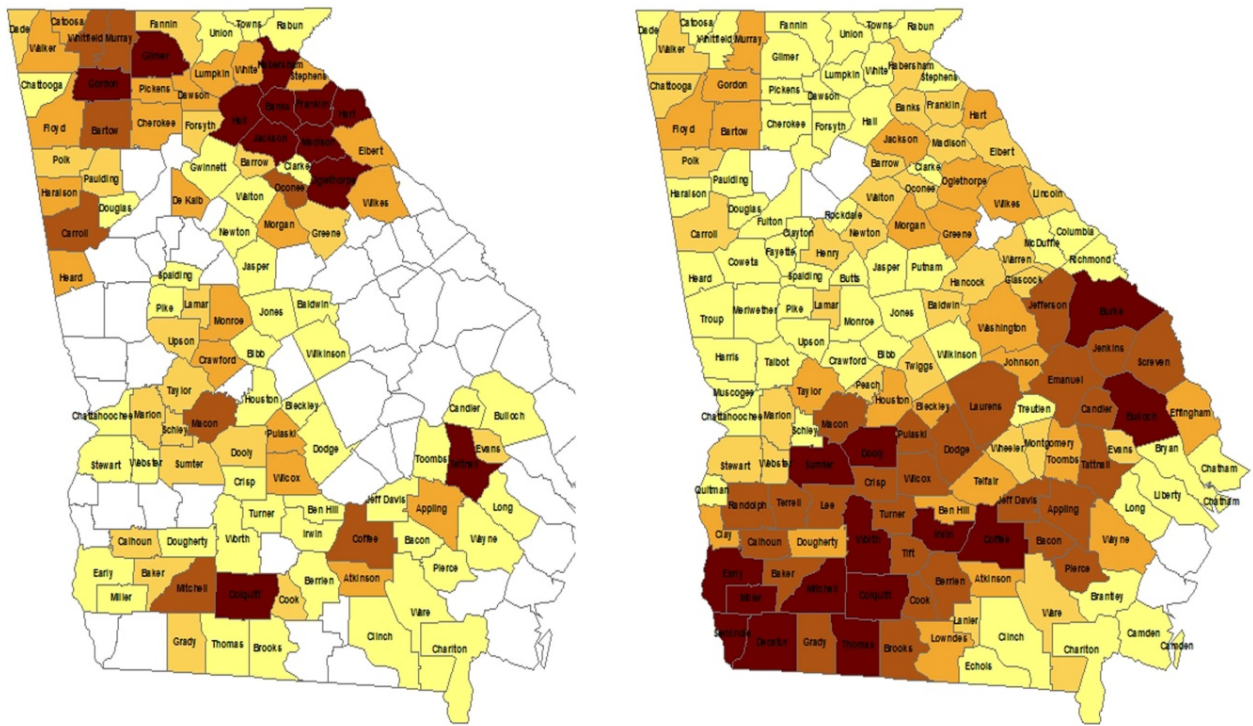 Dade
Catoosa
Whitfield
Murray
Fannin
Union
Towns
Rabun
Walker
Gilmer
Lumpkin
White
Habersham
Stephens
Chattooga
Gordon
Pickens
Dawson
Banks
Franklin
Hart
Floyd
Bartow
Cherokee
Forsyth
Hall
Jackson
Madison
Elbert
Polk
Paulding
Gwinnett
Barrow
Clarke
Oglethorpe
Haralson
Douglas
De Kalb
Walton
Oconee
Wilkes
Carroll
Newton
Morgan
Greene
Heard
Spalding
Jasper
Pike
Lamar
Monroe
Jones
Baldwin
Upson
Crawford
Bibb
Wilkinson
Taylor
Houston
Bleckley
Chattahoochee
Marion
Schley
Macon
Pulaski
Dodge
Candler
Bulloch
Stewart
Webster
Sumter
Dooly
Wilcox
Toombs
Tattnall
Evans
Crisp
Turner
Ben Hill
Jeff Davis
Appling
Long
Calhoun
Dougherty
Worth
Irwin
Coffee
Bacon
Wayne
Early
Baker
Mitchell
Colquitt
Cook
Berrien
Atkinson
Pierce
Miller
Ware
Grady
Thomas
Brooks
Clinch
Charlton
Dade
Catoosa
Whitfield
Murray
Fannin
Union
Towns
Rabun
Walker
Gilmer
Lumpkin
White
Habersham
Stephens
Chattooga
Gordon
Pickens
Dawson
Hall
Banks
Franklin
Hart
Floyd
Bartow
Cherokee
Forsyth
Jackson
Madison
Elbert
Polk
Paulding
Barrow
Clarke
Oglethorpe
Haralson
Douglas
Fulton
Walton
Oconee
Wilkes
Lincoln
Carroll
Clayton
Rockdale
Newton
Morgan
Greene
McDuffie
Columbia
Heard
Coweta
Fayette
Henry
Spalding
Butts
Jasper
Putnam
Warren
Richmond
Hancock
Glascock
Troup
Meriwether
Pike
Lamar
Monroe
Jones
Baldwin
Jefferson
Burke
Washington
Harris
Talbot
Upson
Crawford
Bibb
Twiggs
Wilkinson
Johnson
Jenkins
Screven
Muscogee
Taylor
Peach
Houston
Bleckley
Laurens
Emanuel
Chattahoochee
Marion
Schley
Macon
Pulaski
Dodge
Treutlen
Candler
Bulloch
Effingham
Stewart
Webster
Sumter
Dooly
Wheeler
Montgomery
Toombs
Evans
Bryan
Tattnall
Chatham
Quitman
Crisp
Wilcox
Telfair
Liberty
Chatham
Randolph
Terrell
Lee
Turner
Ben Hill
Jeff Davis
Appling
Long
Clay
Calhoun
Dougherty
Worth
Irwin
Coffee
Bacon
Wayne
Tift
Early
Baker
Mitchell
Colquitt
Cook
Berrien
Atkinson
Pierce
Brantley
Miller
Lanier
Ware
Seminole
Decatur
Grady
Thomas
Brooks
Lowndes
Clinch
Echols
Charlton
Camden
Camden